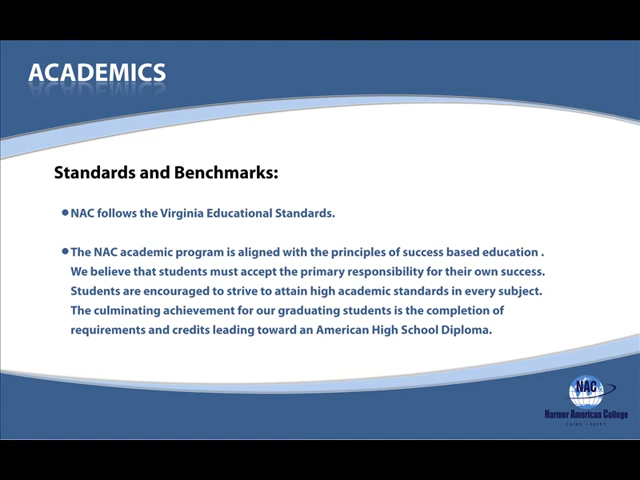 ACADEMICS
Standards and Benchmarks:
NAC follows the Virginia Educational Standards.
The NAC academic program is aligned with the principles of success based education .
We believe that students must accept the primary responsibility for their own success.
Students are encouraged to strive to attain high academic standards in every subject.
The culminating achievement for our graduating students is the completion of
requirements and credits leading toward an American High School Diploma.
NAC
Narmer American College
CAIRO • EGYPT